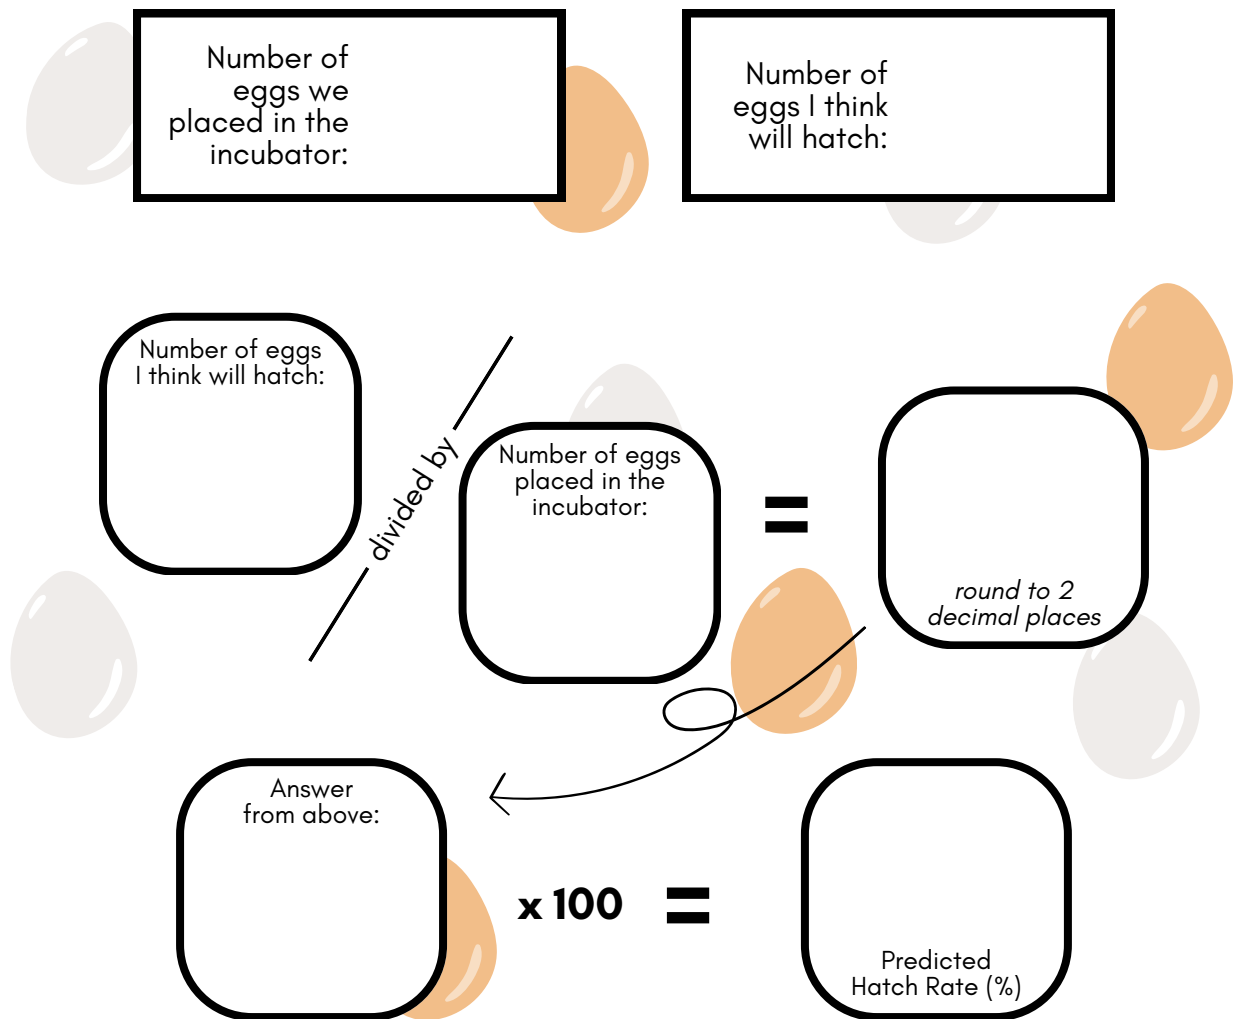 Number of
eggs we
placed in the
incubator:
Number of
eggs I think
will hatch:
Number of eggs
I think will hatch:
divided by
Number of eggs
placed in the
incubator:
=
round to 2
decimal places
Answer
from above:
x 100 =
Predicted
Hatch Rate (%)